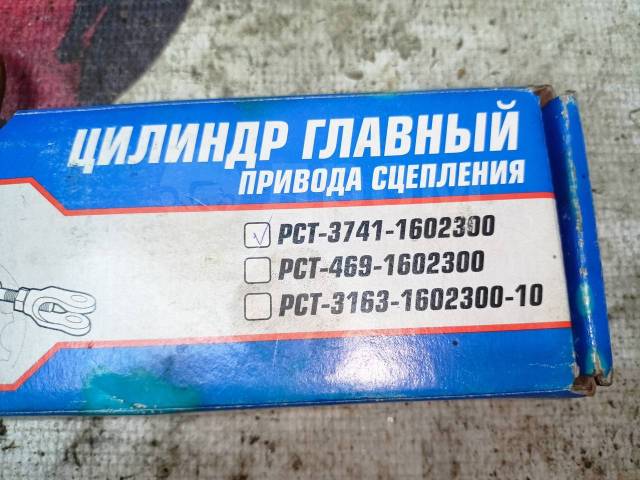 ЦИЛИНДР ГЛАВНЫЙ
ПРИВОДА СЦЕПЛЕНИЯ
РСТ-3741-1602300
РСТ-469-1602300
РСТ-3163-1602300-10